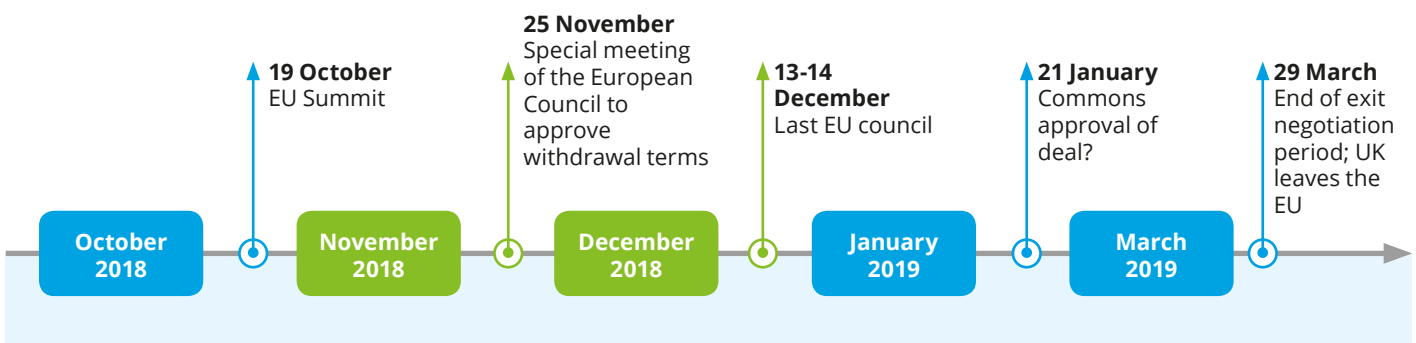 25 November
Special meeting
of the European
Council to
approve
withdrawal terms
19 October
EU Summit
13-14
December
Last EU council
21 January
Commons
approval of
deal?
29 March
End of exit
negotiation
period; UK
leaves the
EU
October
2018
November
2018
December
2018
January
2019
March
2019